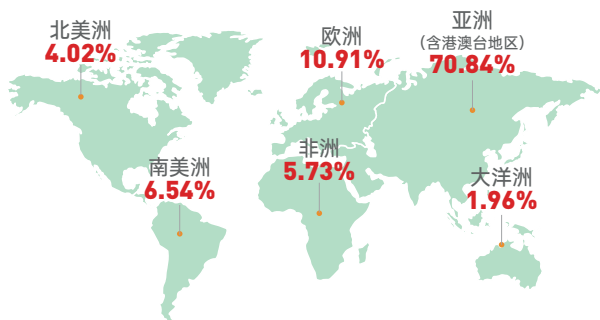 北美洲
4.02%
欧洲
10.91%
亚洲
（含港澳台地区）
70.84%
南美洲
6.54%
非洲
5.73%
大洋洲
1.96%